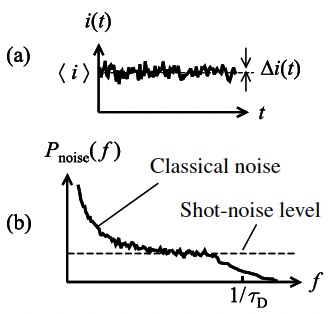 i(t)
(a)
⟨ i ⟩
Δi(t)
t
P_noise(f)
Classical noise
Shot-noise level
(b)
f
1/τ_D